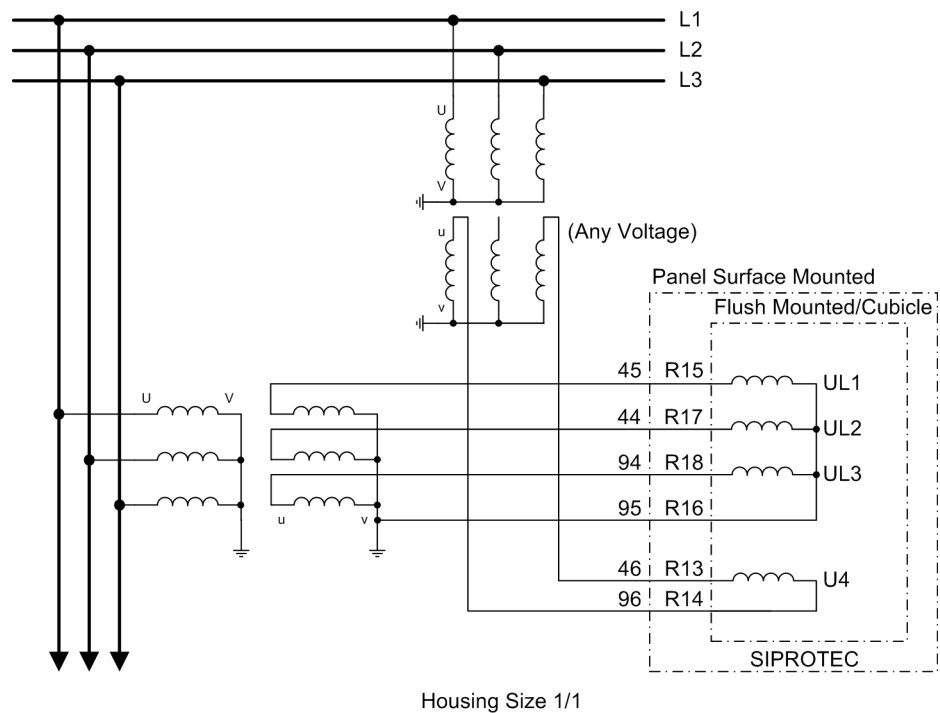 L1
L2
L3
U
V
u
(Any Voltage)
v
Panel Surface Mounted
Flush Mounted/Cubicle
45 R15 UL1
U V
44 R17 UL2
94 R18 UL3
95 R16
u v
46 R13 U4
96 R14
SIPROTEC
Housing Size 1/1